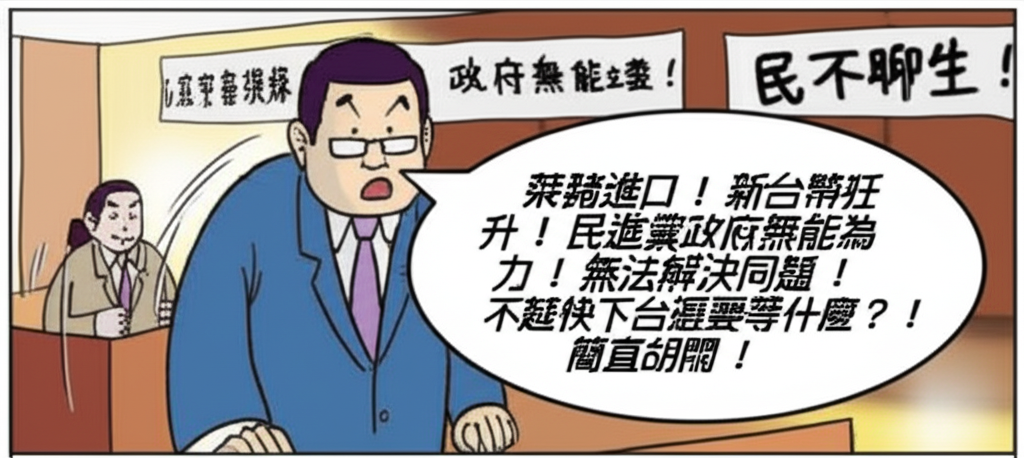 政府無能！
民不聊生！
萊豬進口！新台幣狂
升！民進黨政府無能為
力！無法解決問題！
不趕快下台還要等什麼？！
簡直胡鬧！